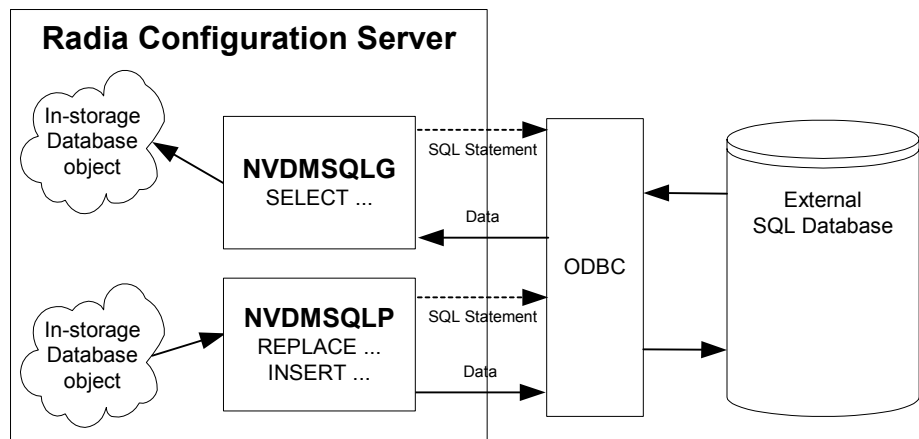 Radia Configuration Server
In-storage
Database
object
NVDMSQLG
SELECT ...
SQL Statement
Data
In-storage
Database
object
NVDMSQLP
REPLACE ...
INSERT ...
SQL Statement
Data
ODBC
External
SQL Database